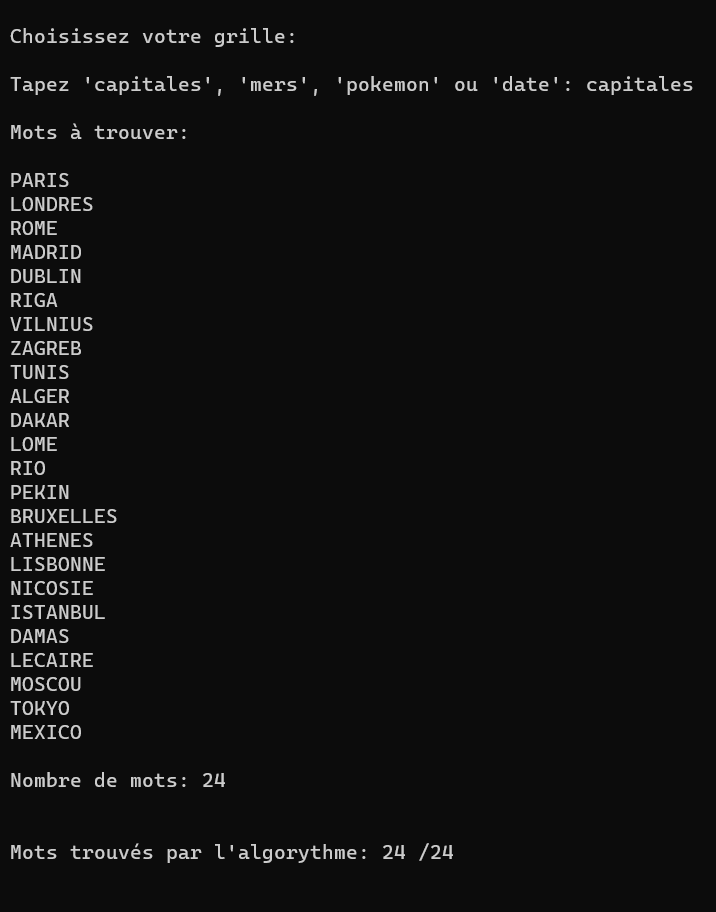 Choisissez votre grille:
Tapez 'capitales', 'mers', 'pokemon' ou 'date': capitales
Mots à trouver:
PARIS
LONDRES
ROME
MADRID
DUBLIN
RIGA
VILNIUS
ZAGREB
TUNIS
ALGER
DAKAR
LOME
RIO
PEKIN
BRUXELLES
ATHENES
LISBONNE
NICOSIE
ISTANBUL
DAMAS
LECAIRE
MOSCOU
TOKYO
MEXICO
Nombre de mots: 24
Mots trouvés par l'algorythme: 24 /24